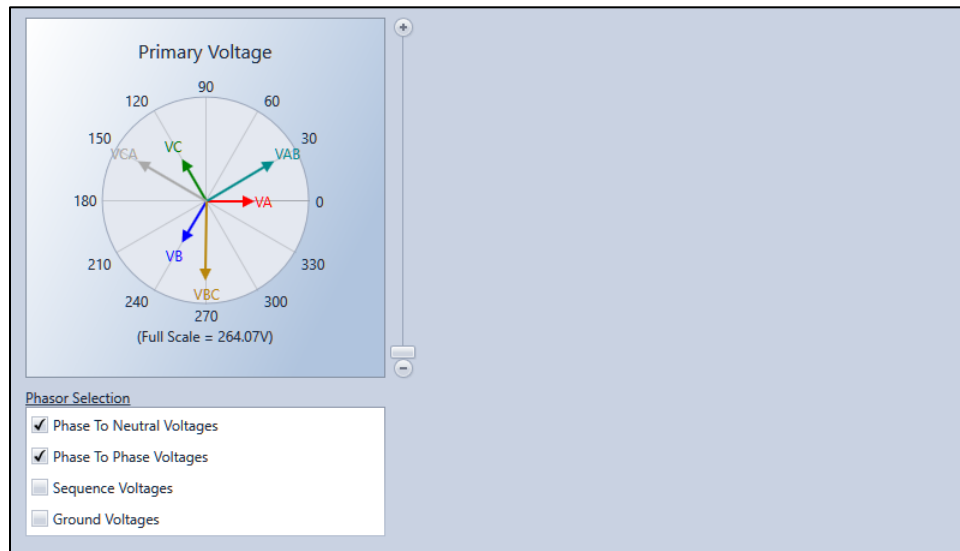 Primary Voltage
90
120
60
150
30
VC
VCA
VAB
180
VA
0
VB
210
330
VBC
240
300
270
(Full Scale = 264.07V)
Phasor Selection
Phase To Neutral Voltages
Phase To Phase Voltages
Sequence Voltages
Ground Voltages